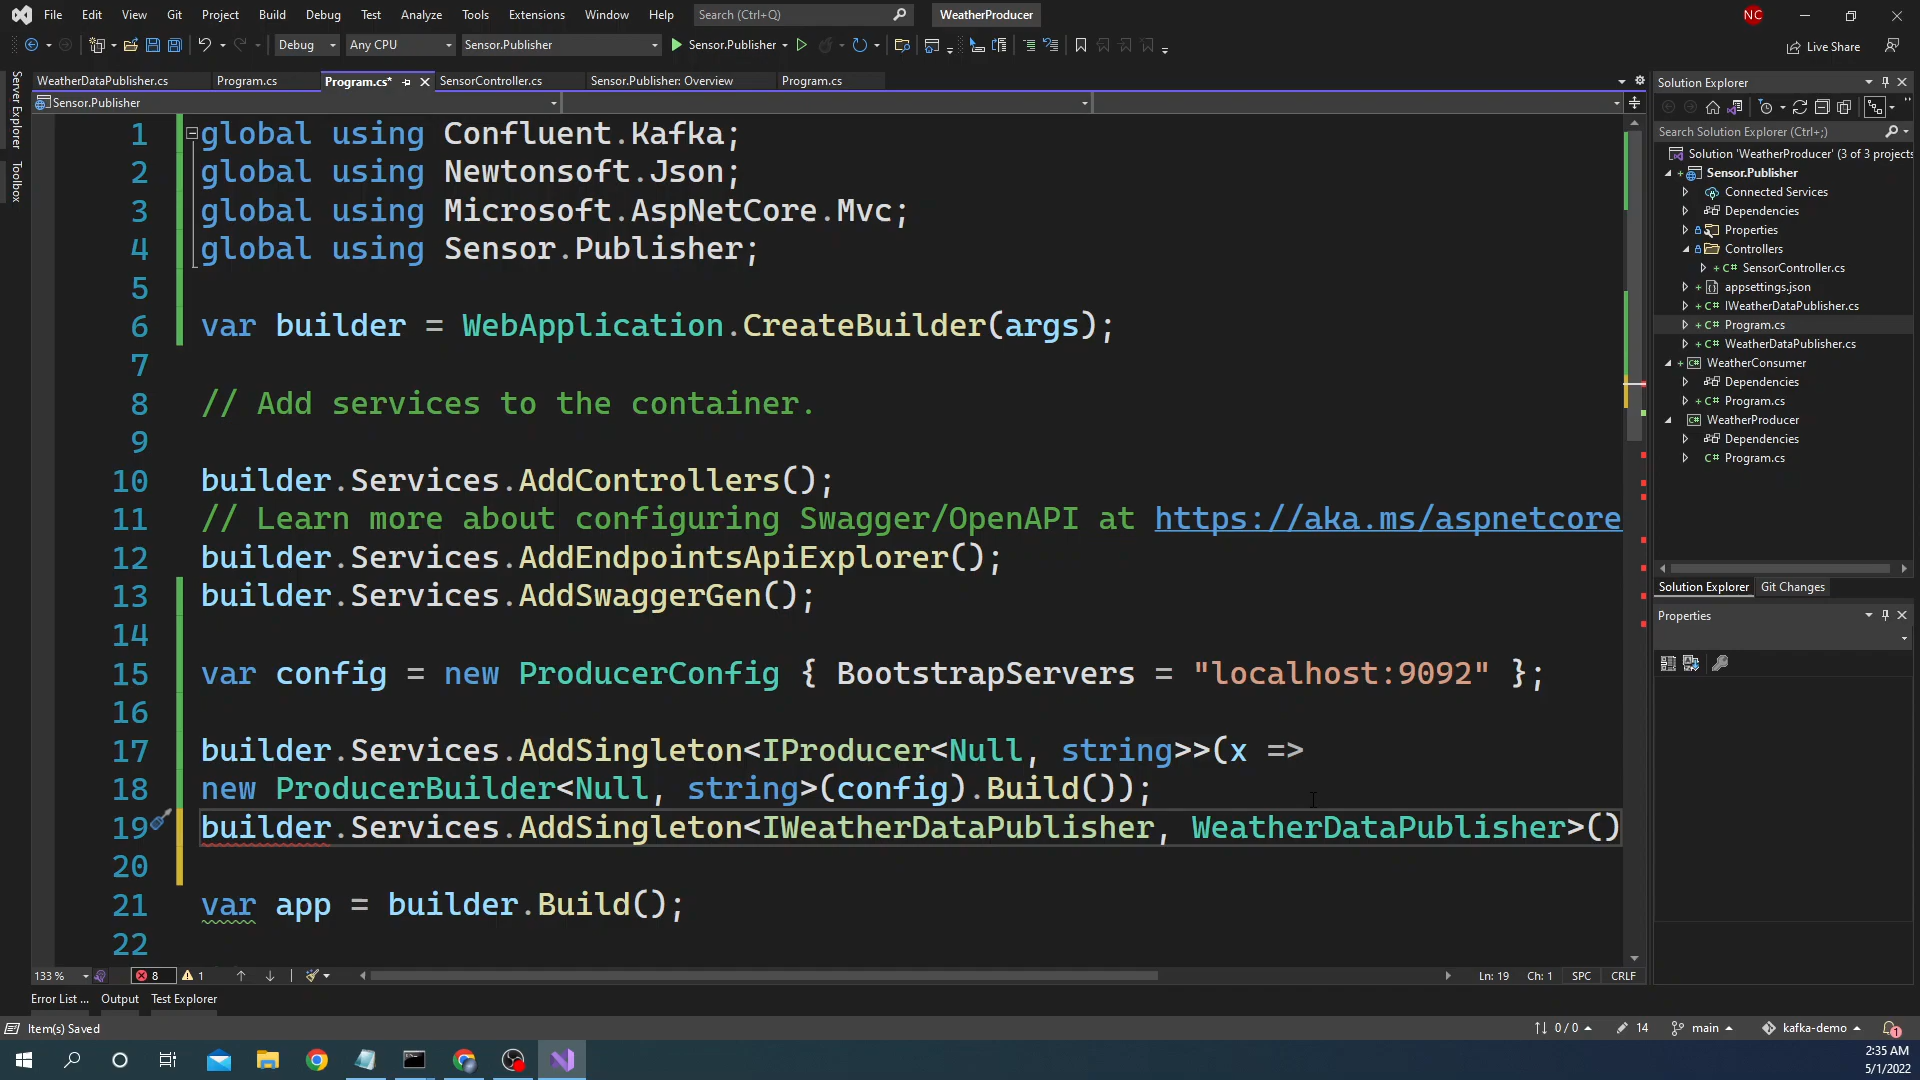 File Edit View Git Project Build Debug Test Analyze Tools Extensions Window Help Search (Ctrl+Q) WeatherProducer NC
Debug Any CPU Sensor.Publisher Sensor.Publisher Live Share
WeatherDataPublisher.cs Program.cs Program.cs* SensorController.cs Sensor.Publisher: Overview Program.cs
Sensor.Publisher
Server Explorer
Toolbox
1 global using Confluent.Kafka;
2 global using Newtonsoft.Json;
3 global using Microsoft.AspNetCore.Mvc;
4 global using Sensor.Publisher;
5
6 var builder = WebApplication.CreateBuilder(args);
7
8 // Add services to the container.
9
10 builder.Services.AddControllers();
11 // Learn more about configuring Swagger/OpenAPI at https://aka.ms/aspnetcore
12 builder.Services.AddEndpointsApiExplorer();
13 builder.Services.AddSwaggerGen();
14
15 var config = new ProducerConfig { BootstrapServers = "localhost:9092" };
16
17 builder.Services.AddSingleton<IProducer<Null, string>>(x =>
18 new ProducerBuilder<Null, string>(config).Build());
19 builder.Services.AddSingleton<IWeatherDataPublisher, WeatherDataPublisher>()
20
21 var app = builder.Build();
22
133 % 8 1 Ln: 19 Ch: 1 SPC CRLF
Error List ... Output Test Explorer
Item(s) Saved 0 / 0 14 main kafka-demo 1
Solution Explorer
Search Solution Explorer (Ctrl+;)
Solution 'WeatherProducer' (3 of 3 projects
Sensor.Publisher
Connected Services
Dependencies
Properties
Controllers
C# SensorController.cs
appsettings.json
C# IWeatherDataPublisher.cs
C# Program.cs
C# WeatherDataPublisher.cs
WeatherConsumer
Dependencies
C# Program.cs
WeatherProducer
Dependencies
C# Program.cs
Solution Explorer Git Changes
Properties
2:35 AM
5/1/2022